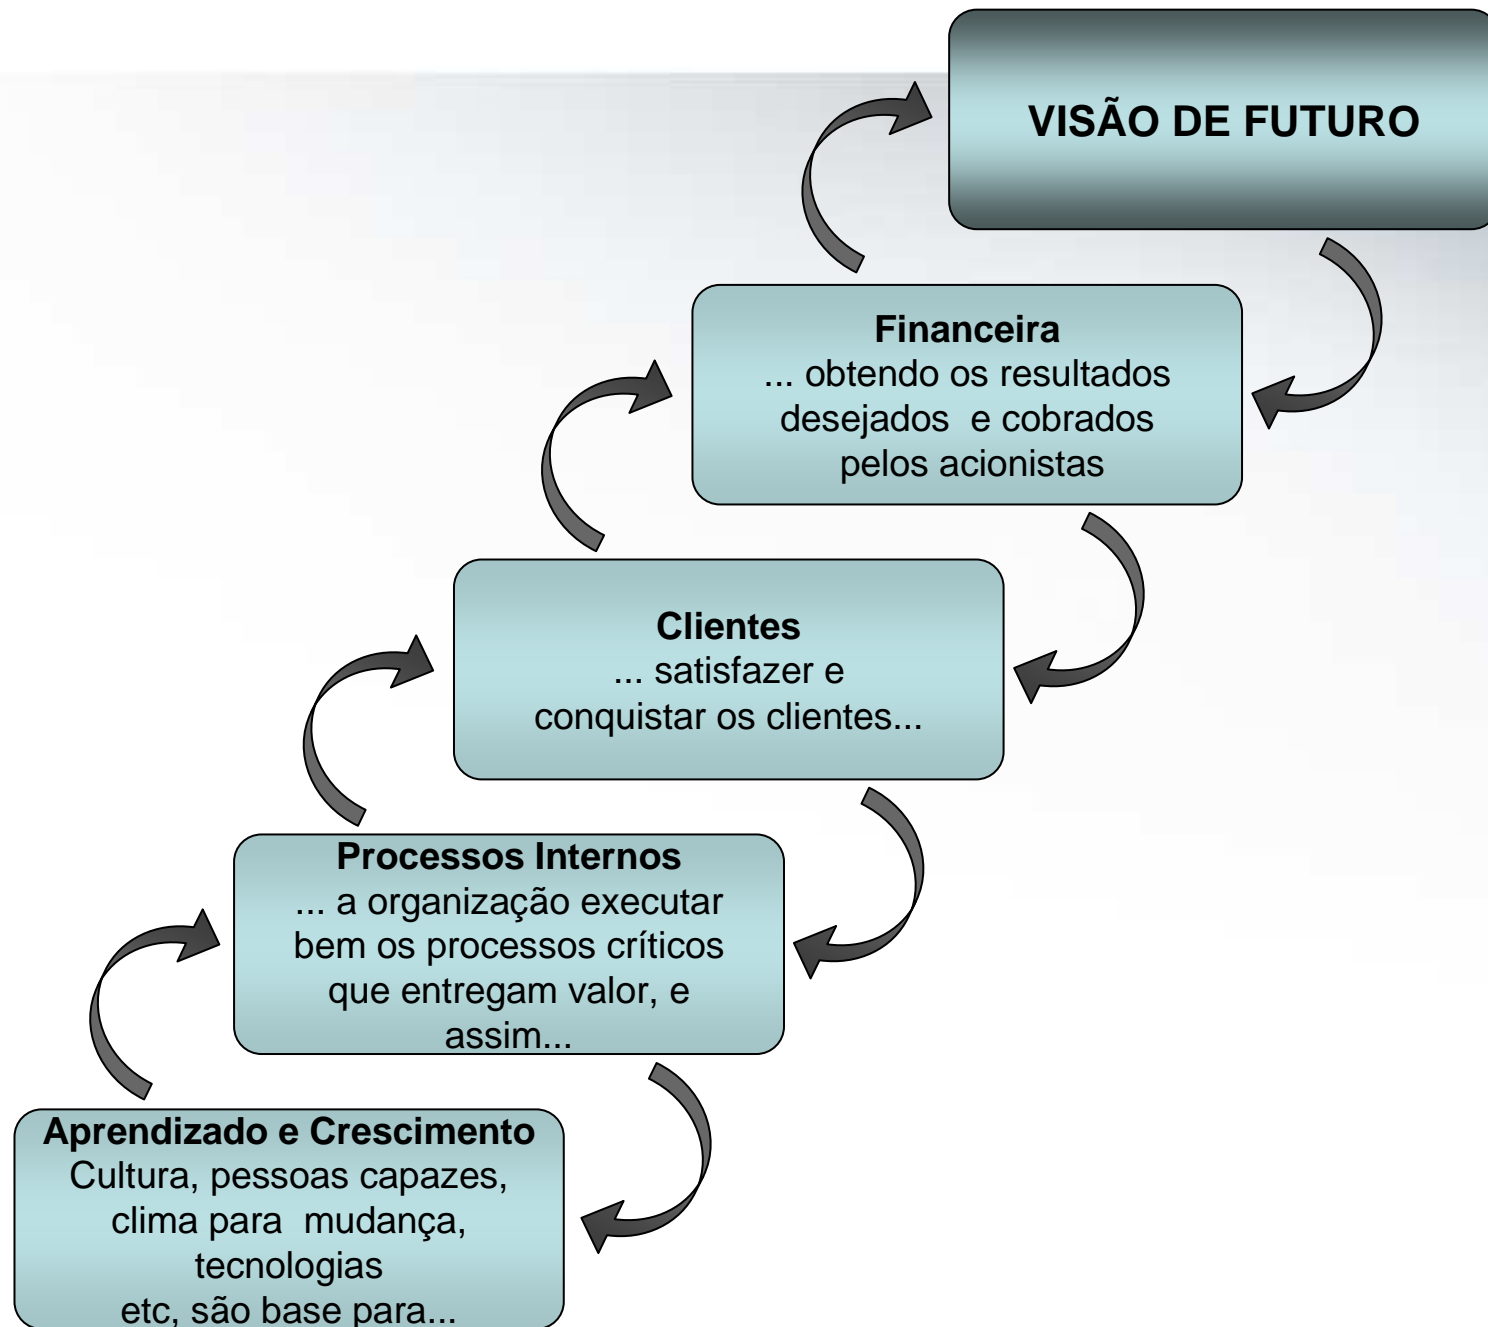 VISÃO DE FUTURO
Financeira
... obtendo os resultados
desejados  e cobrados
pelos acionistas
Clientes
... satisfazer e
conquistar os clientes...
Processos Internos
... a organização executar
bem os processos críticos
que entregam valor, e
assim...
Aprendizado e Crescimento
Cultura, pessoas capazes,
clima para  mudança,
tecnologias
etc, são base para...